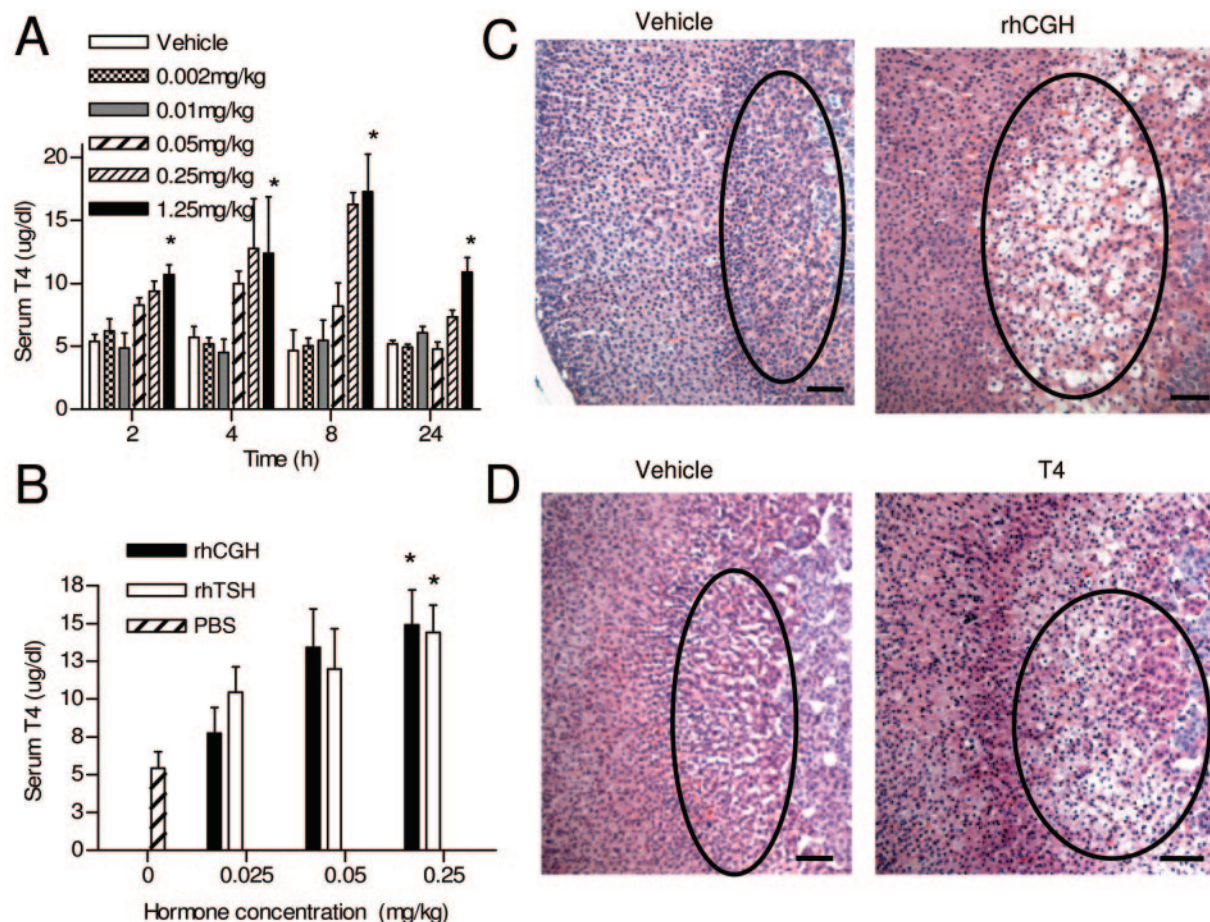 A
Vehicle
0.002mg/kg
0.01mg/kg
0.05mg/kg
0.25mg/kg
1.25mg/kg
Serum T4 (ug/dl)
20
15
10
5
0
* * * *
2 4 8 24
Time (h)
B
rhCGH
rhTSH
PBS
Serum T4 (ug/dl)
18
15
13
10
8
5
3
0
* *
0 0.025 0.05 0.25
Hormone concentration (mg/kg)
C
Vehicle rhCGH
D
Vehicle T4